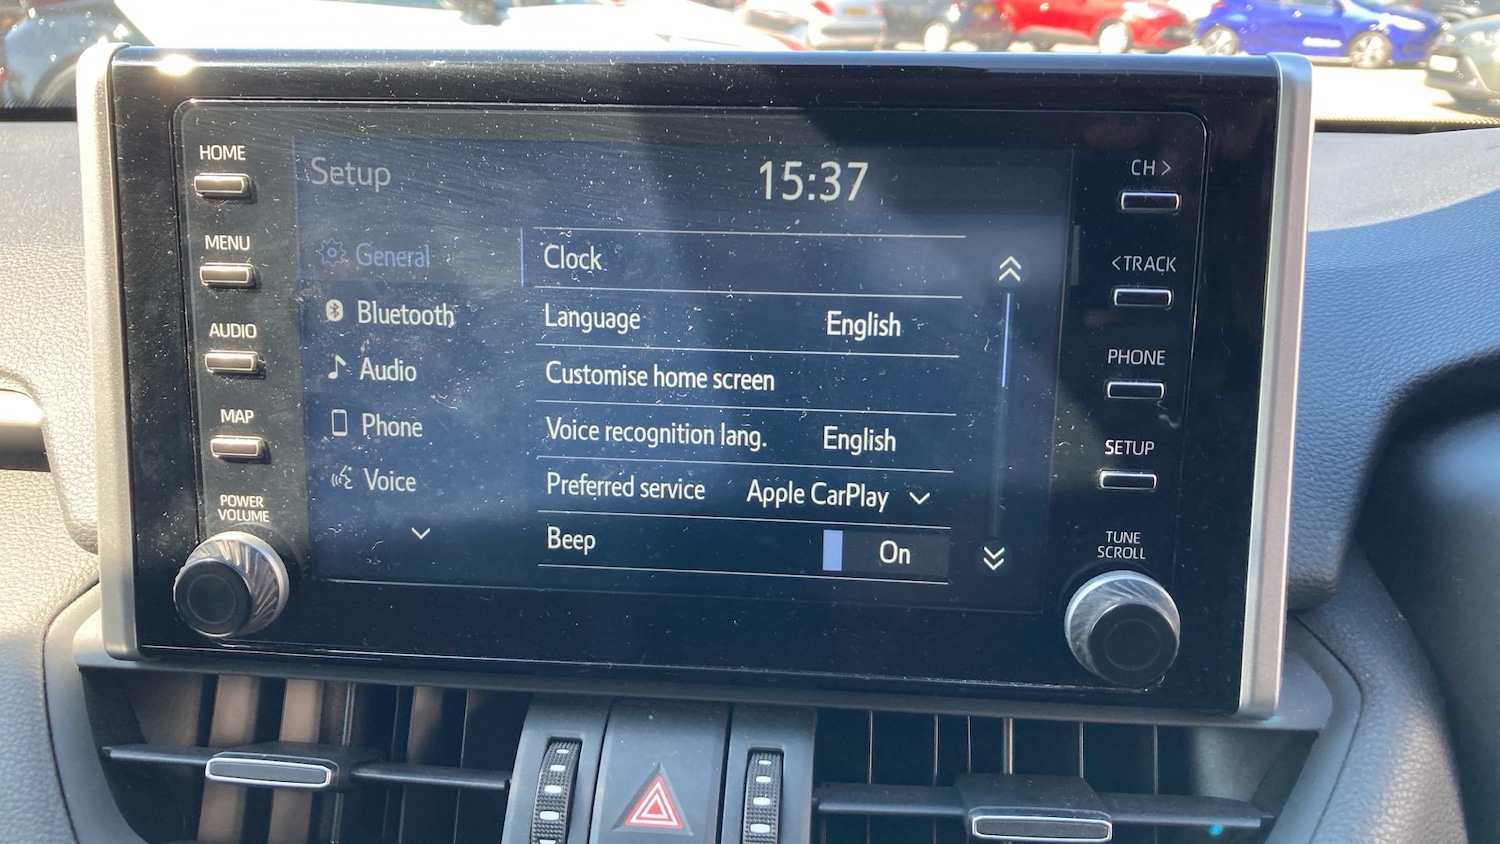 HOME
MENU
AUDIO
MAP
POWER
VOLUME
Setup
15:37
General
Bluetooth
Audio
Phone
Voice
Clock
Language English
Customise home screen
Voice recognition lang. English
Preferred service Apple CarPlay
Beep On
CH >
<TRACK
PHONE
SETUP
TUNE
SCROLL